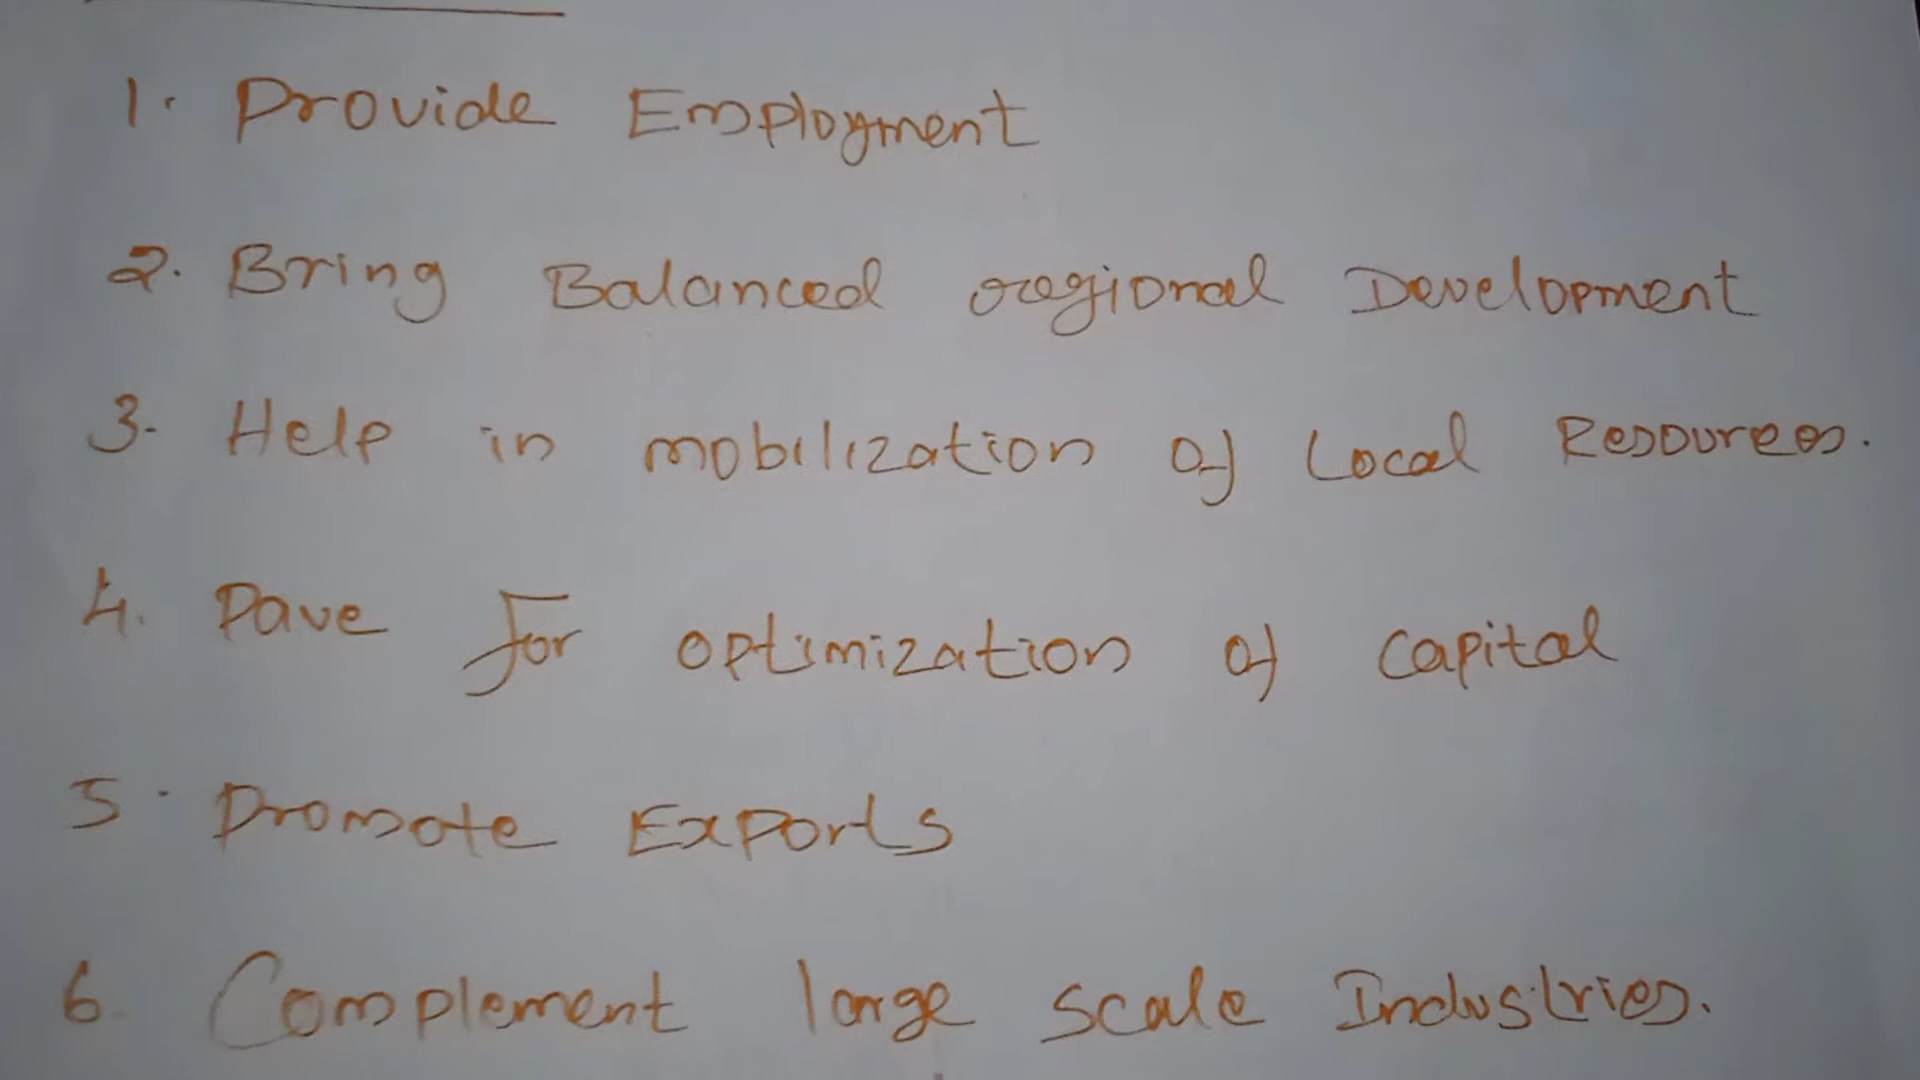 1. Provide Employment
2. Bring Balanced regional Development
3. Help in mobilization of Local Resources.
4. Pave for optimization of capital
5. Promote Exports
6. Complement large scale Industries.